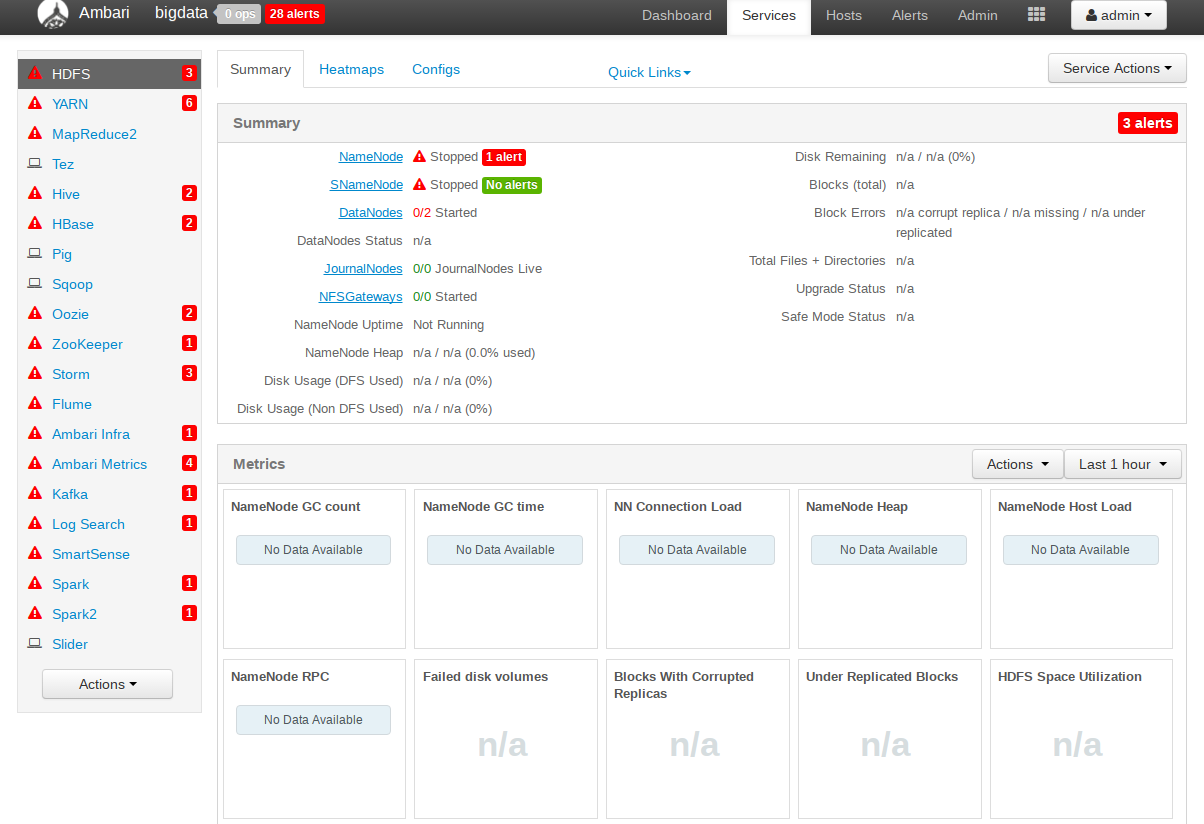 Ambari bigdata 0 ops 28 alerts Dashboard Services Hosts Alerts Admin admin
HDFS 3
YARN 6
MapReduce2
Tez
Hive 2
HBase 2
Pig
Sqoop
Oozie 2
ZooKeeper 1
Storm 3
Flume
Ambari Infra 1
Ambari Metrics 4
Kafka 1
Log Search 1
SmartSense
Spark 1
Spark2 1
Slider
Actions
Summary Heatmaps Configs Quick Links Service Actions
Summary 3 alerts
NameNode Stopped 1 alert
SNameNode Stopped No alerts
DataNodes 0/2 Started
DataNodes Status n/a
JournalNodes 0/0 JournalNodes Live
NFSGateways 0/0 Started
NameNode Uptime Not Running
NameNode Heap n/a / n/a (0.0% used)
Disk Usage (DFS Used) n/a / n/a (0%)
Disk Usage (Non DFS Used) n/a / n/a (0%)
Disk Remaining n/a / n/a (0%)
Blocks (total) n/a
Block Errors n/a corrupt replica / n/a missing / n/a under
replicated
Total Files + Directories n/a
Upgrade Status n/a
Safe Mode Status n/a
Metrics Actions Last 1 hour
NameNode GC count
No Data Available
NameNode GC time
No Data Available
NN Connection Load
No Data Available
NameNode Heap
No Data Available
NameNode Host Load
No Data Available
NameNode RPC
No Data Available
Failed disk volumes
n/a
Blocks With Corrupted
Replicas
n/a
Under Replicated Blocks
n/a
HDFS Space Utilization
n/a